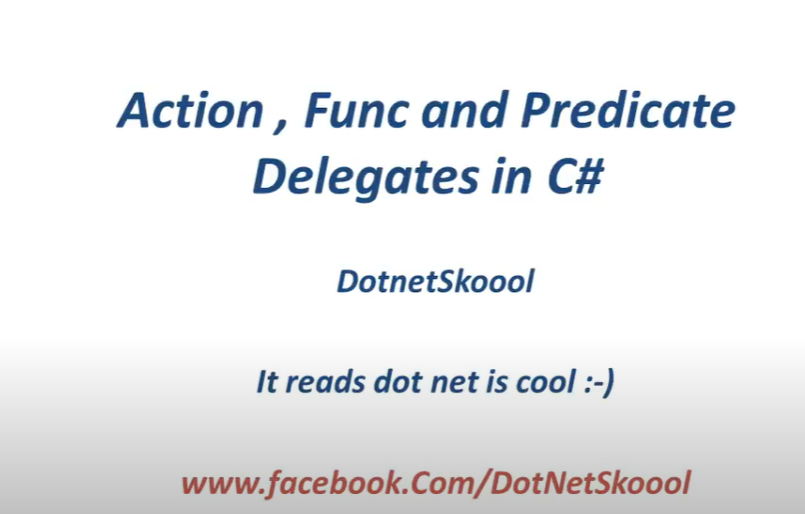 Action , Func and Predicate
Delegates in C#
DotnetSkoool
It reads dot net is cool :-)
www.facebook.Com/DotNetSkoool